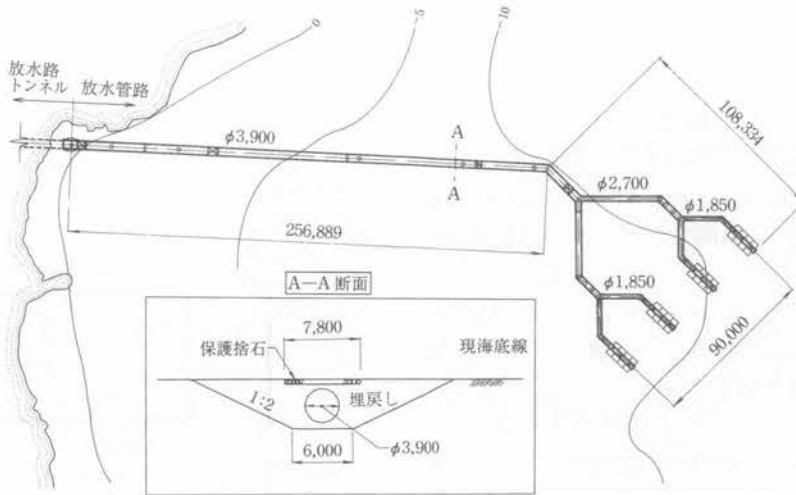 0
-5
-10
放水路
トンネル
放水管路
φ3,900
A
A
108,334
φ2,700
φ1,850
256,889
φ1,850
90,000
A-A 断面
7,800
保護捨石
現海底線
1:2
埋戻し
φ3,900
6,000